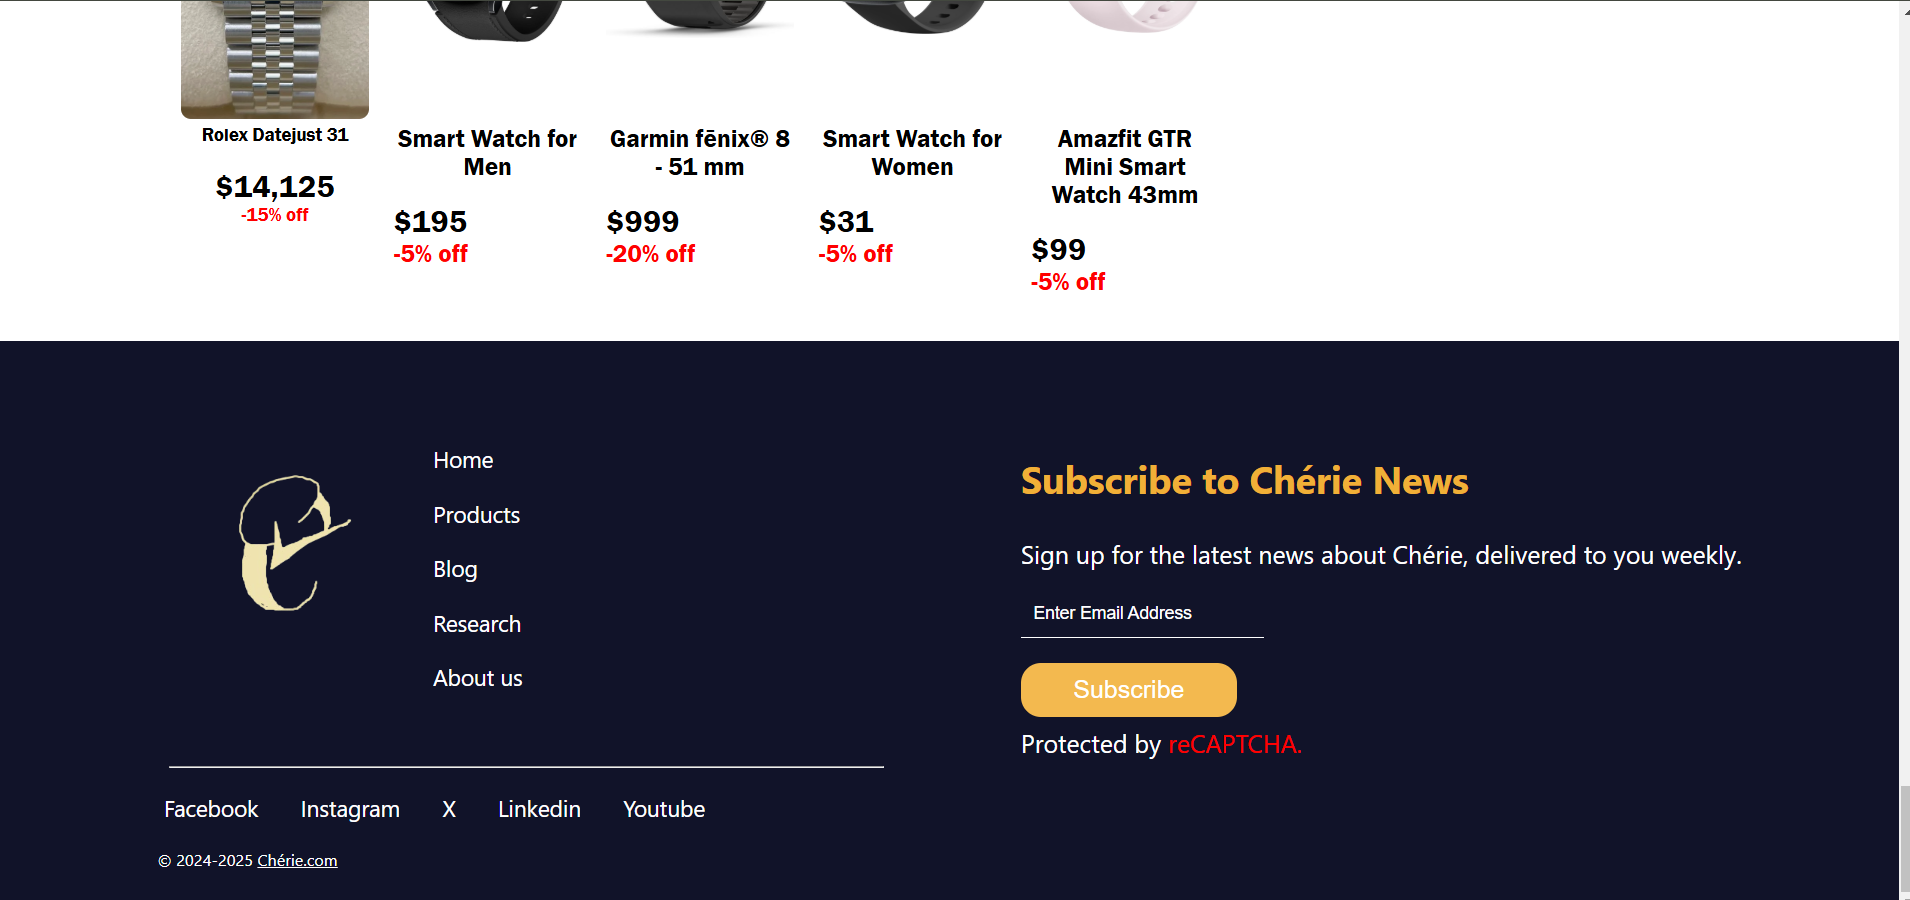 Rolex Datejust 31
$14,125
-15% off
Smart Watch for
Men
$195
-5% off
Garmin fēnix® 8
- 51 mm
$999
-20% off
Smart Watch for
Women
$31
-5% off
Amazfit GTR
Mini Smart
Watch 43mm
$99
-5% off
Home
Products
Blog
Research
About us
Facebook Instagram X Linkedin Youtube
© 2024-2025 Chérie.com
Subscribe to Chérie News
Sign up for the latest news about Chérie, delivered to you weekly.
Enter Email Address
Subscribe
Protected by reCAPTCHA.